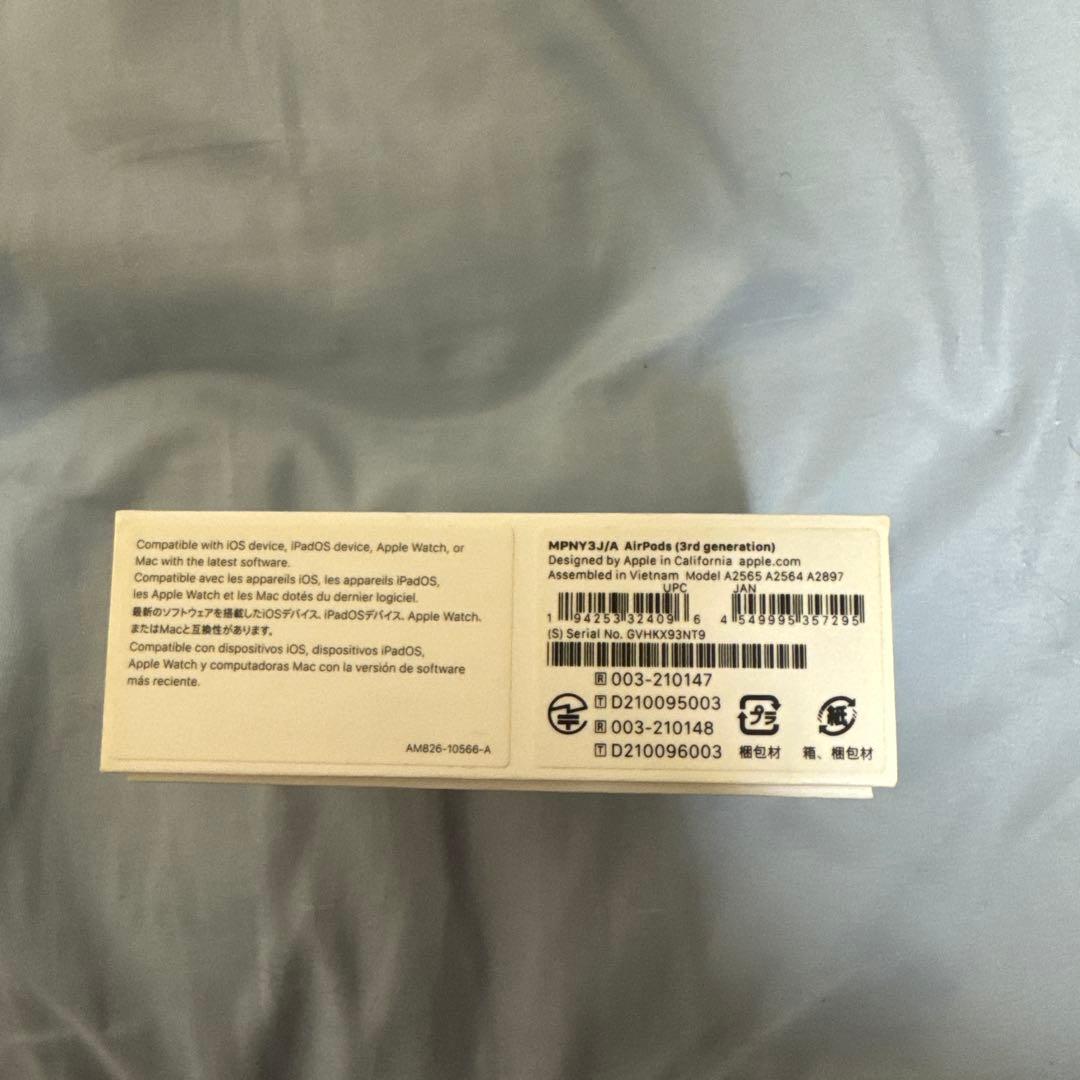 Compatible with iOS device, iPadOS device, Apple Watch, or
Mac with the latest software.
Compatible avec les appareils iOS, les appareils iPadOS,
les Apple Watch et les Mac dotés du dernier logiciel.
最新のソフトウェアを搭載したiOSデバイス、iPadOSデバイス、Apple Watch、
またはMacと互換性があります。
Compatible con dispositivos iOS, dispositivos iPadOS,
Apple Watch y computadoras Mac con la versión de software
más reciente.
AM826-10566-A
MPNY3J/A AirPods (3rd generation)
Designed by Apple in California apple.com
Assembled in Vietnam Model A2565 A2564 A2897
UPC JAN
1 94253 32409 6 4 549995 357295
(S) Serial No. GVHKX93NT9
R 003-210147
T D210095003
R 003-210148
T D210096003
プラ
紙
梱包材
箱、梱包材